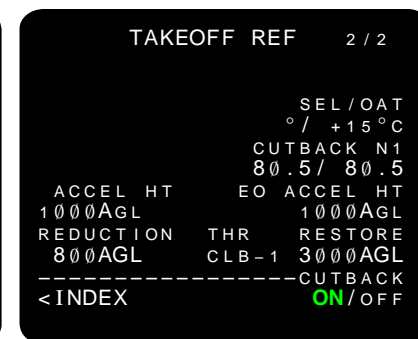 TAKEOFF REF 2/2
SEL/OAT
°/ +15°C
CUTBACK N1
80.5/ 80.5
ACCEL HT EO ACCEL HT
1000AGL 1000AGL
REDUCTION THR RESTORE
800AGL CLB-1 3000AGL
------------------CUTBACK
<INDEX ON/OFF